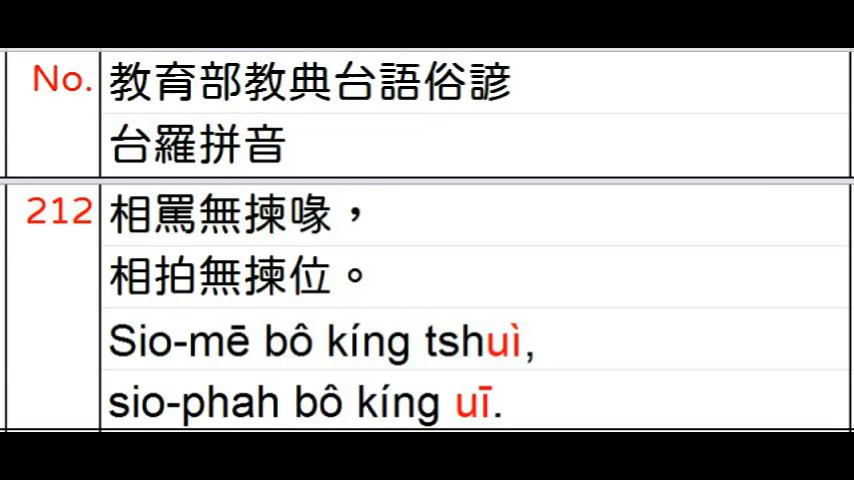 No. 教育部教典台語俗諺
台羅拼音
212 相罵無揀喙，
相拍無揀位。
Sio-mē bô kíng tshuì,
sio-phah bô kíng uī.